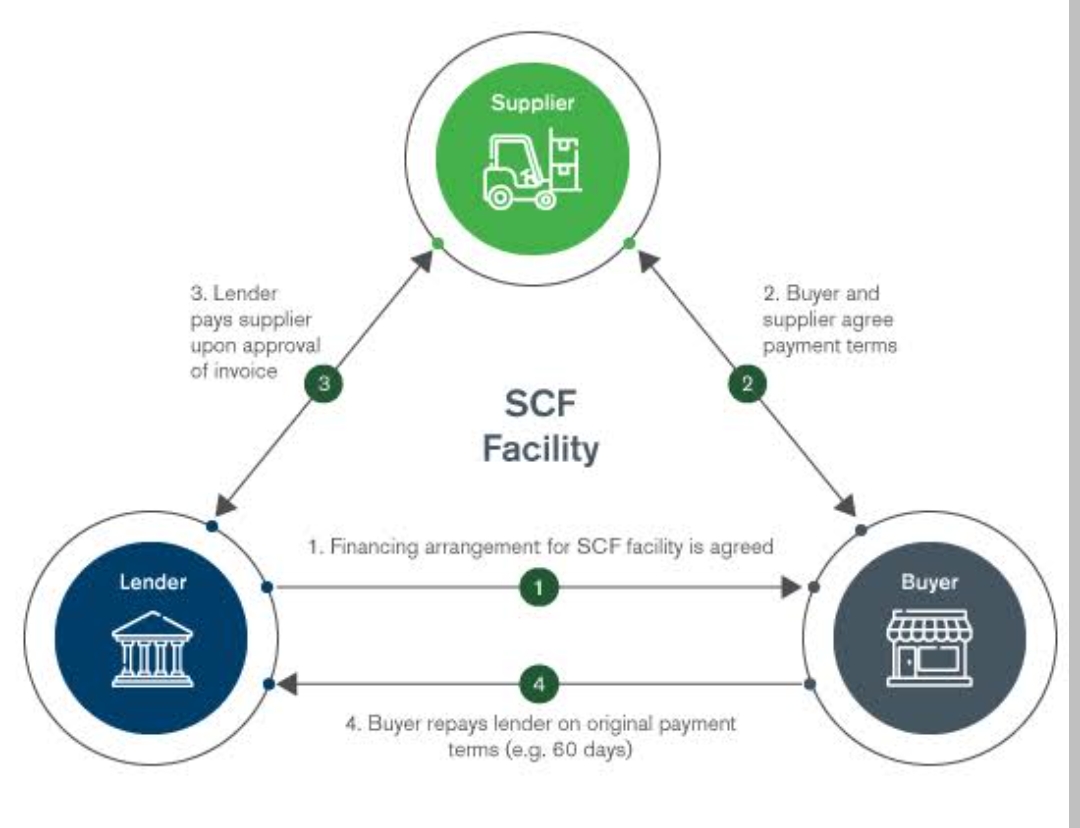 Supplier
3. Lender
pays supplier
upon approval
of invoice
3
2. Buyer and
supplier agree
payment terms
2
SCF
Facility
1. Financing arrangement for SCF facility is agreed
1
Lender
Buyer
4
4. Buyer repays lender on original payment
terms (e.g. 60 days)